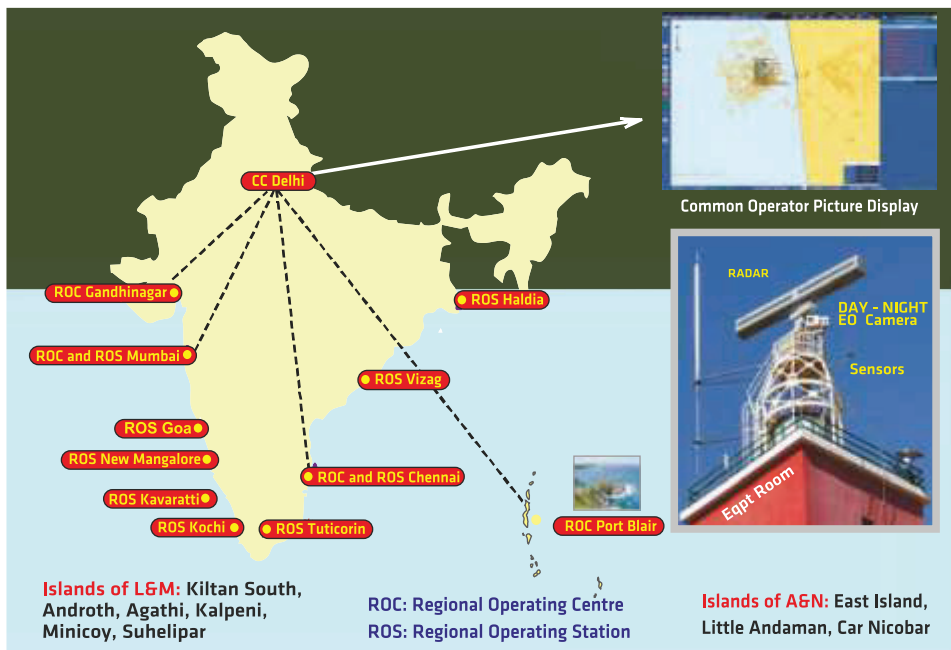 CC Delhi
Common Operator Picture Display
RADAR
DAY - NIGHT
EO Camera
Sensors
Eqpt Room
ROC Gandhinagar
ROS Haldia
ROC and ROS Mumbai
ROS Vizag
ROS Goa
ROS New Mangalore
ROC and ROS Chennai
ROS Kavaratti
ROS Kochi
ROS Tuticorin
ROC Port Blair
Islands of L&M: Kiltan South,
Androth, Agathi, Kalpeni,
Minicoy, Suhelipar
ROC: Regional Operating Centre
ROS: Regional Operating Station
Islands of A&N: East Island,
Little Andaman, Car Nicobar